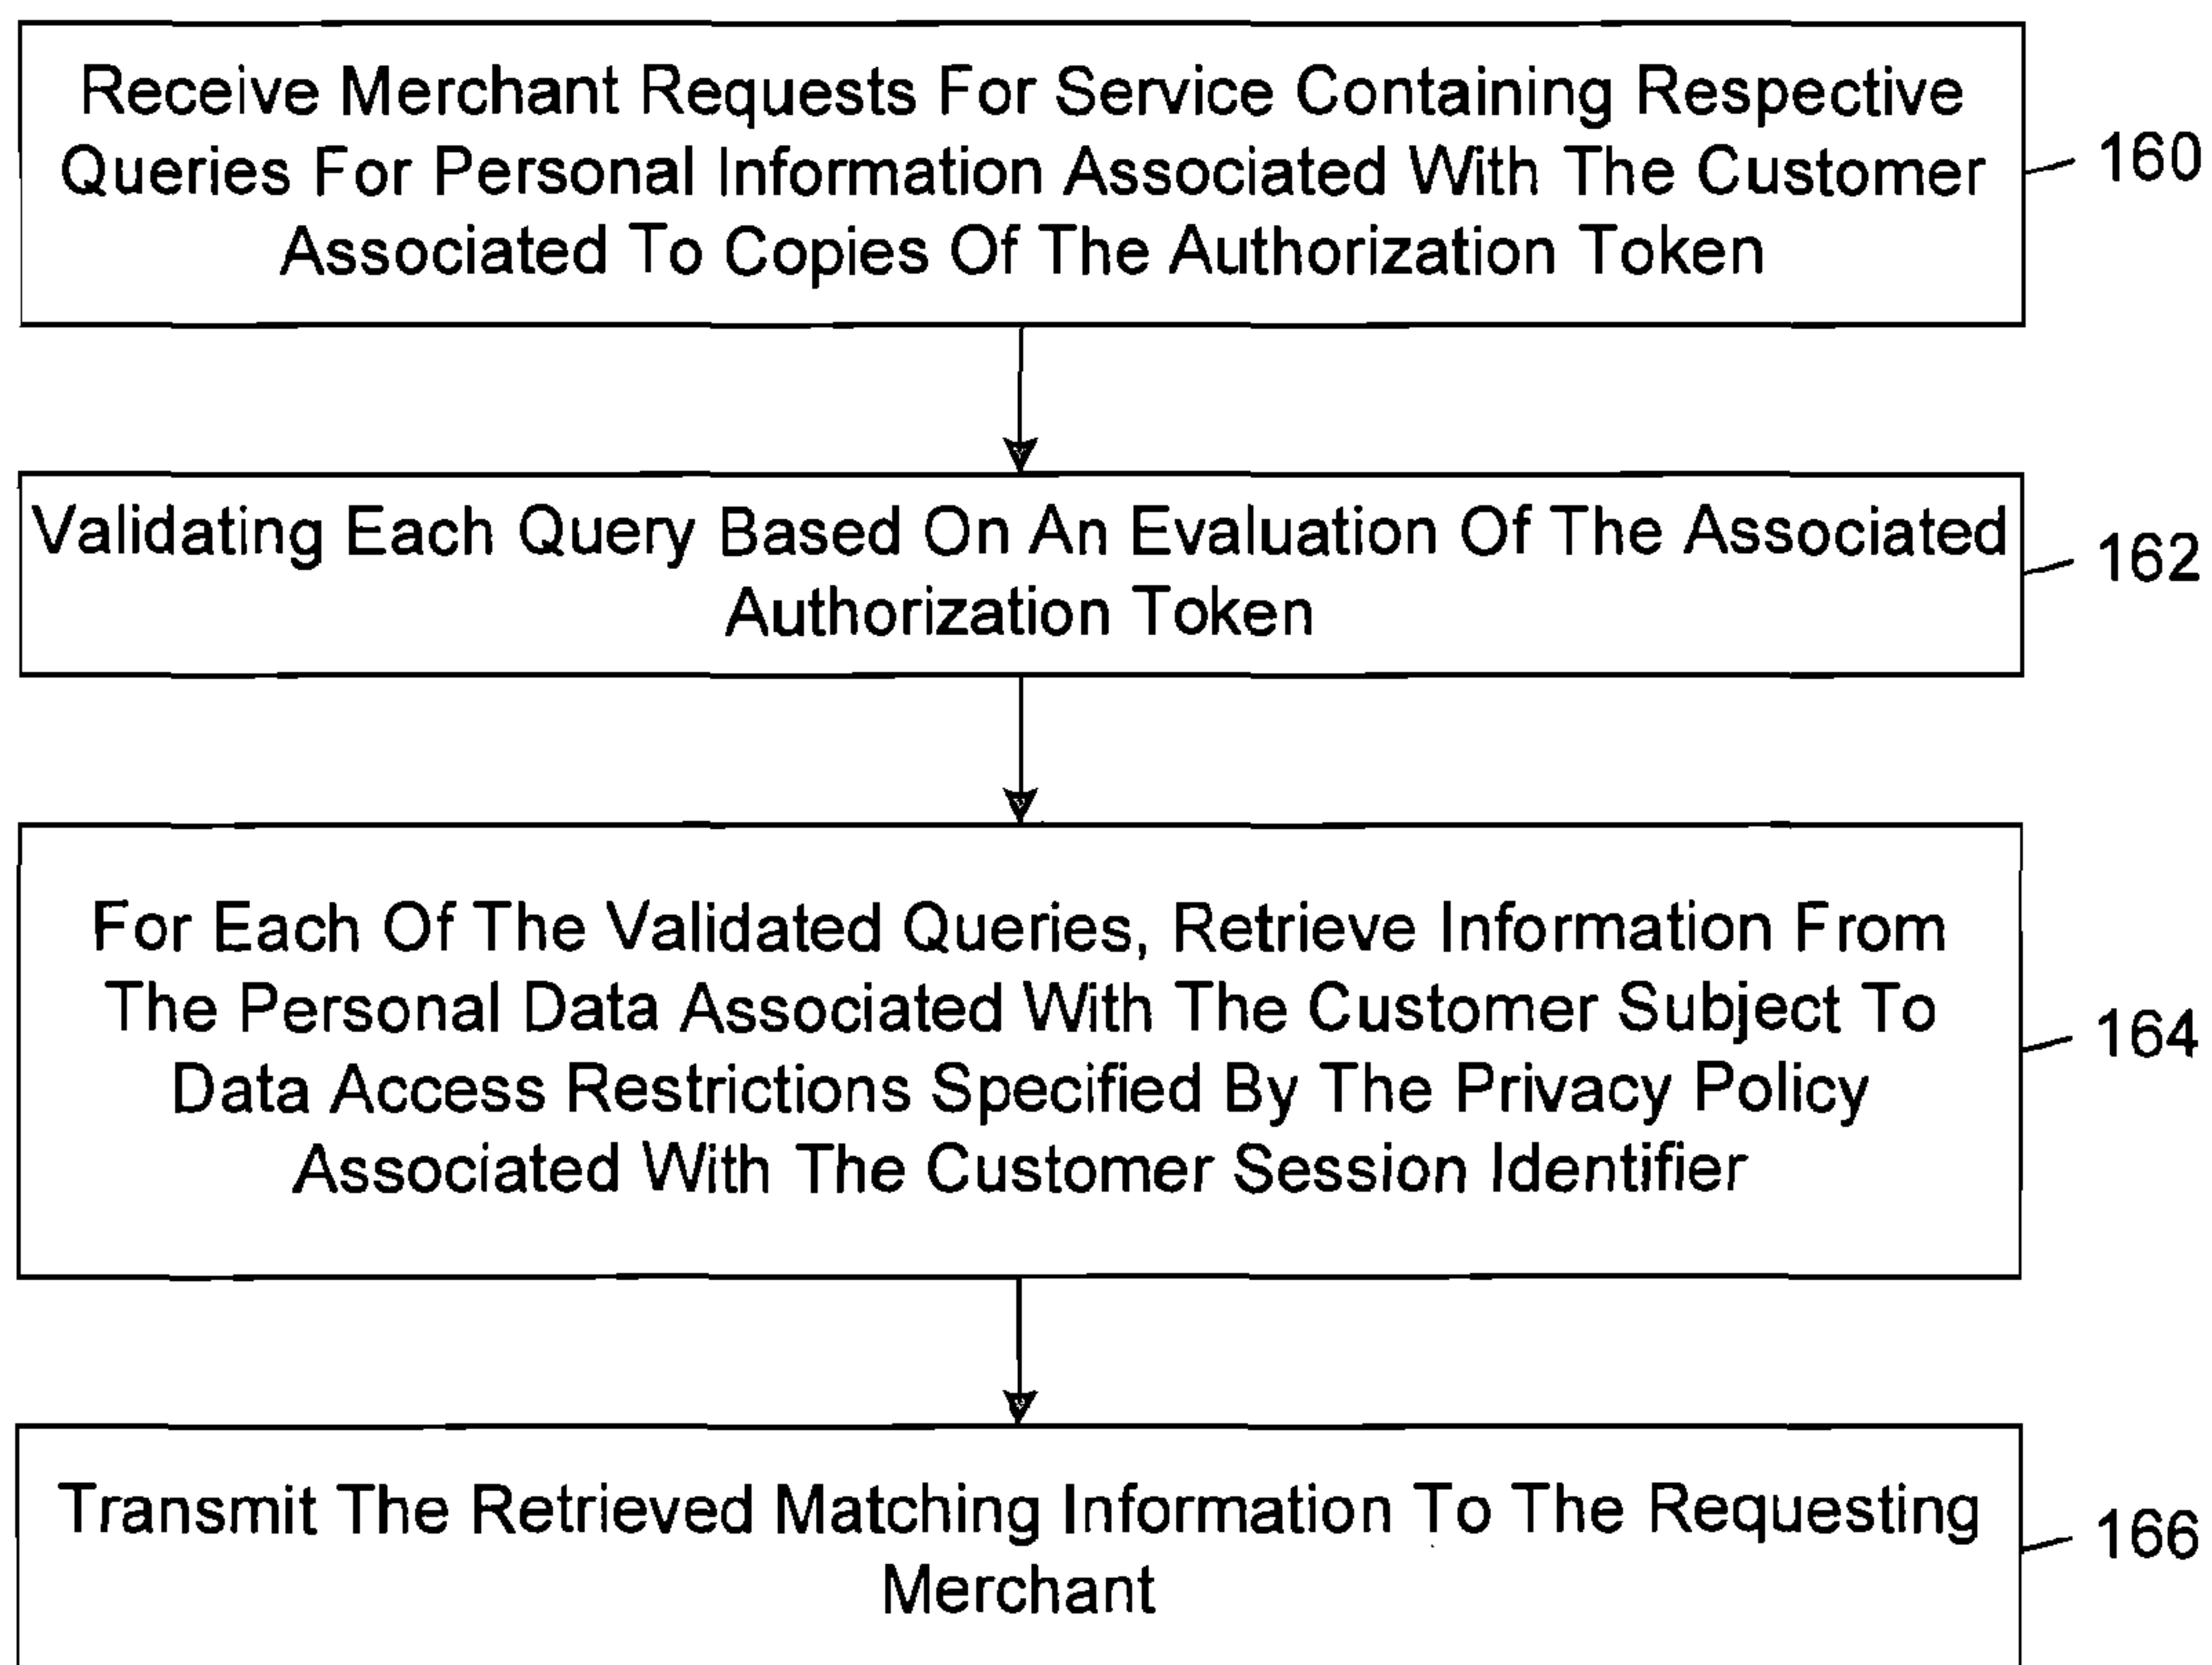 Receive Merchant Requests For Service Containing Respective
Queries For Personal Information Associated With The Customer
Associated To Copies Of The Authorization Token
160
Validating Each Query Based On An Evaluation Of The Associated
Authorization Token
162
For Each Of The Validated Queries, Retrieve Information From
The Personal Data Associated With The Customer Subject To
Data Access Restrictions Specified By The Privacy Policy
Associated With The Customer Session Identifier
164
Transmit The Retrieved Matching Information To The Requesting
Merchant
166